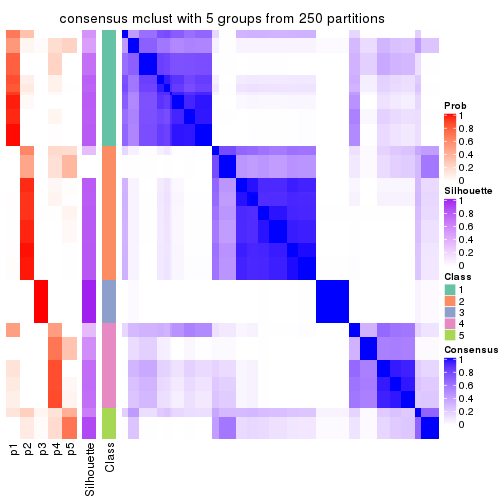 consensus mclust with 5 groups from 250 partitions
Prob
1
0.8
0.6
0.4
0.2
0
Silhouette
1
0.8
0.6
0.4
0.2
0
Class
1
2
3
4
5
Consensus
1
0.8
0.6
0.4
0.2
0
p1
p2
p3
p4
p5
Silhouette
Class